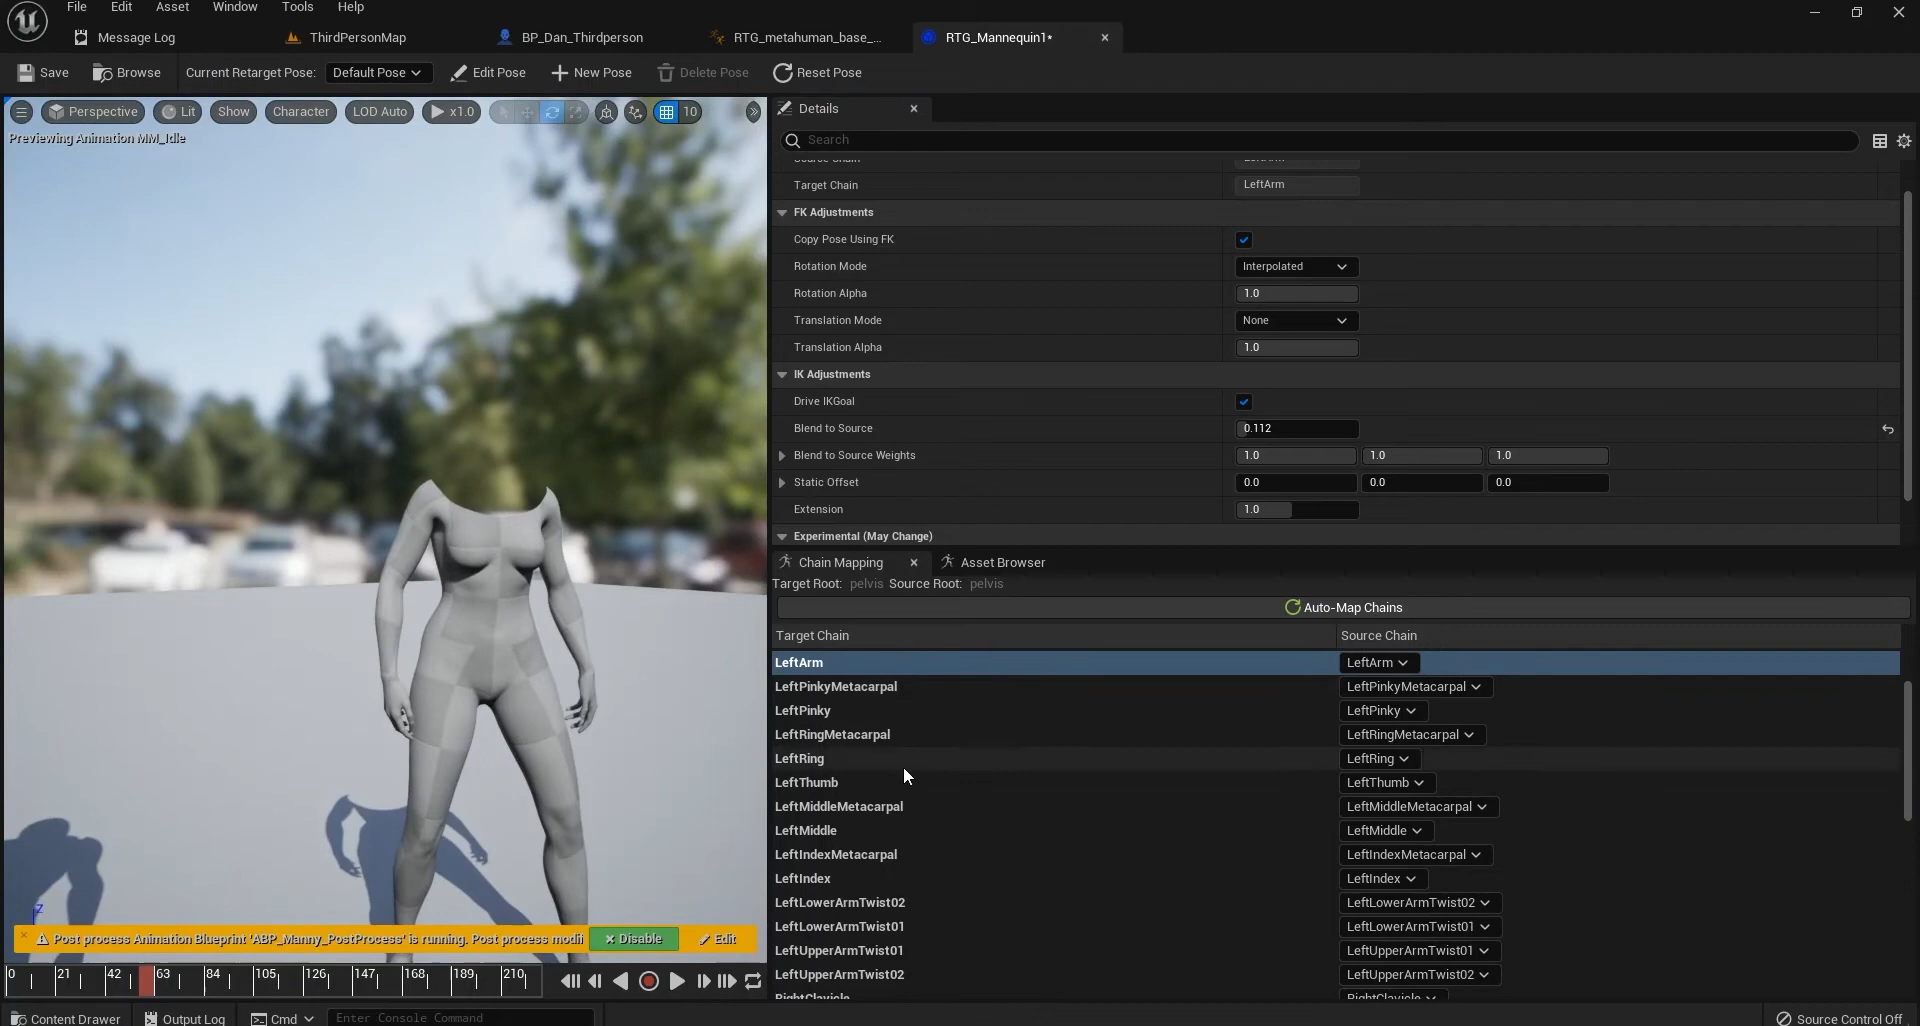 File Edit Asset Window Tools Help
Message Log ThirdPersonMap BP_Dan_Thirdperson RTG_metahuman_base_... RTG_Mannequin1*
Save Browse Current Retarget Pose: Default Pose Edit Pose New Pose Delete Pose Reset Pose
Perspective Lit Show Character LOD Auto x1.0 10
Previewing Animation MM_Idle
Details
Search
Target Chain LeftArm
FK Adjustments
Copy Pose Using FK
Rotation Mode Interpolated
Rotation Alpha 1.0
Translation Mode None
Translation Alpha 1.0
IK Adjustments
Drive IKGoal
Blend to Source 0.112
Blend to Source Weights 1.0 1.0 1.0
Static Offset 0.0 0.0 0.0
Extension 1.0
Experimental (May Change)
Chain Mapping Asset Browser
Target Root: pelvis Source Root: pelvis
Auto-Map Chains
Target Chain Source Chain
LeftArm LeftArm
LeftPinkyMetacarpal LeftPinkyMetacarpal
LeftPinky LeftPinky
LeftRingMetacarpal LeftRingMetacarpal
LeftRing LeftRing
LeftThumb LeftThumb
LeftMiddleMetacarpal LeftMiddleMetacarpal
LeftMiddle LeftMiddle
LeftIndexMetacarpal LeftIndexMetacarpal
LeftIndex LeftIndex
LeftLowerArmTwist02 LeftLowerArmTwist02
LeftLowerArmTwist01 LeftLowerArmTwist01
LeftUpperArmTwist01 LeftUpperArmTwist01
LeftUpperArmTwist02 LeftUpperArmTwist02
RightClavicle RightClavicle
Z
Post process Animation Blueprint 'ABP_Manny_PostProcess' is running. Post process modif Disable Edit
0 21 42 63 84 105 126 147 168 189 210
Content Drawer Output Log Cmd Enter Console Command Source Control Off